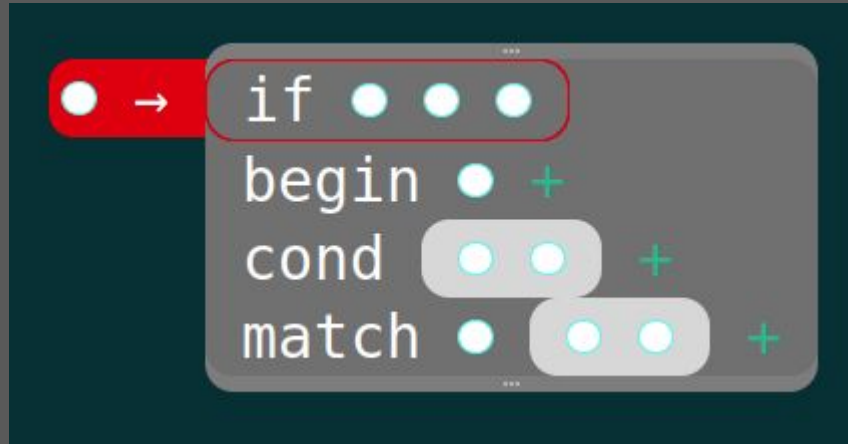 → if
begin +
cond +
match +